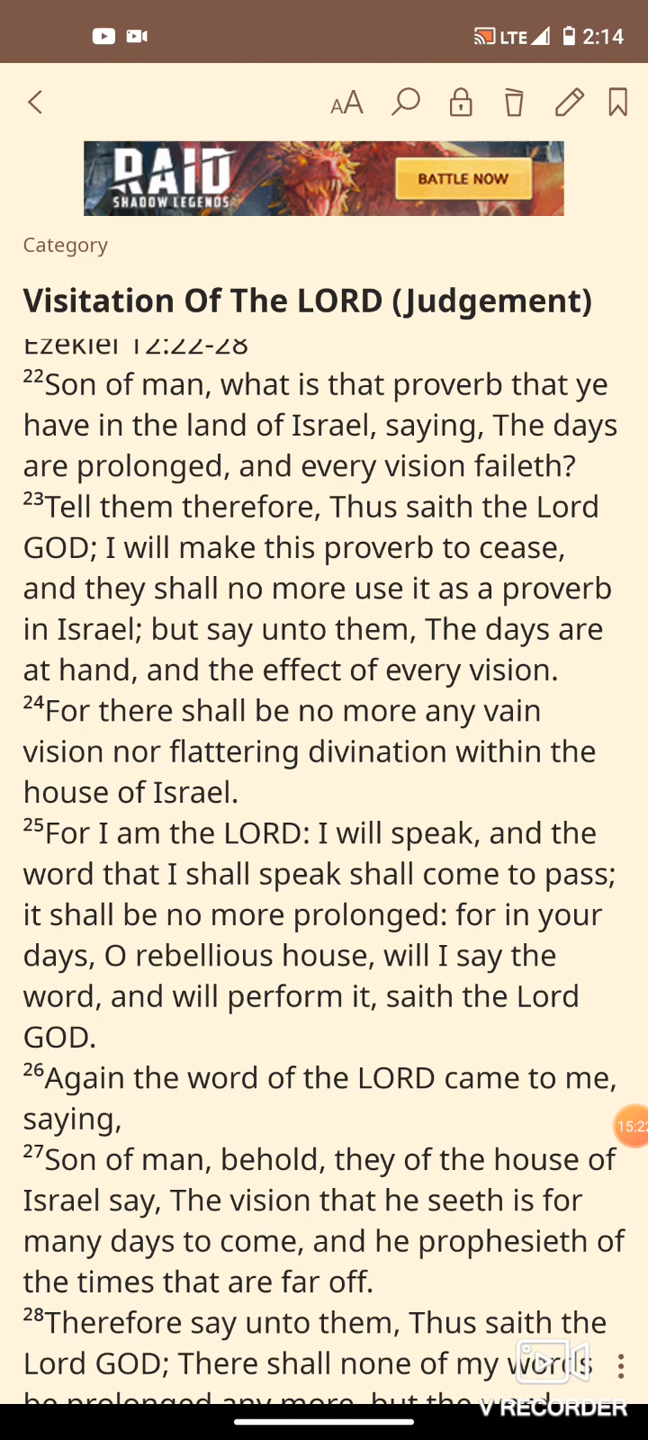 LTE 2:14
AA
RAID
SHADOW LEGENDS
BATTLE NOW
Category
Visitation Of The LORD (Judgement)
Ezekiel 12:22-28
22Son of man, what is that proverb that ye
have in the land of Israel, saying, The days
are prolonged, and every vision faileth?
23Tell them therefore, Thus saith the Lord
GOD; I will make this proverb to cease,
and they shall no more use it as a proverb
in Israel; but say unto them, The days are
at hand, and the effect of every vision.
24For there shall be no more any vain
vision nor flattering divination within the
house of Israel.
25For I am the LORD: I will speak, and the
word that I shall speak shall come to pass;
it shall be no more prolonged: for in your
days, O rebellious house, will I say the
word, and will perform it, saith the Lord
GOD.
26Again the word of the LORD came to me,
saying,
15:22
27Son of man, behold, they of the house of
Israel say, The vision that he seeth is for
many days to come, and he prophesieth of
the times that are far off.
28Therefore say unto them, Thus saith the
Lord GOD; There shall none of my words
be prolonged any more, but the word
V RECORDER